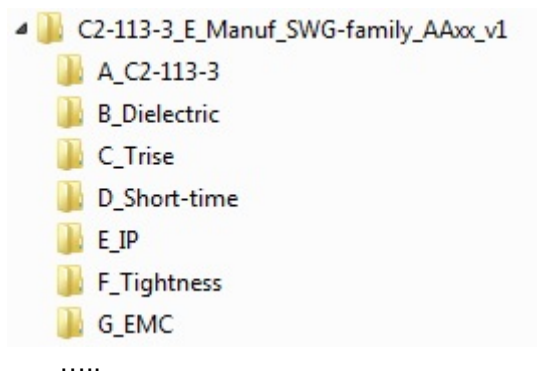 C2-113-3_E_Manuf_SWG-family_AAxx_v1
A_C2-113-3
B_Dielectric
C_Trise
D_Short-time
E_IP
F_Tightness
G_EMC
.....